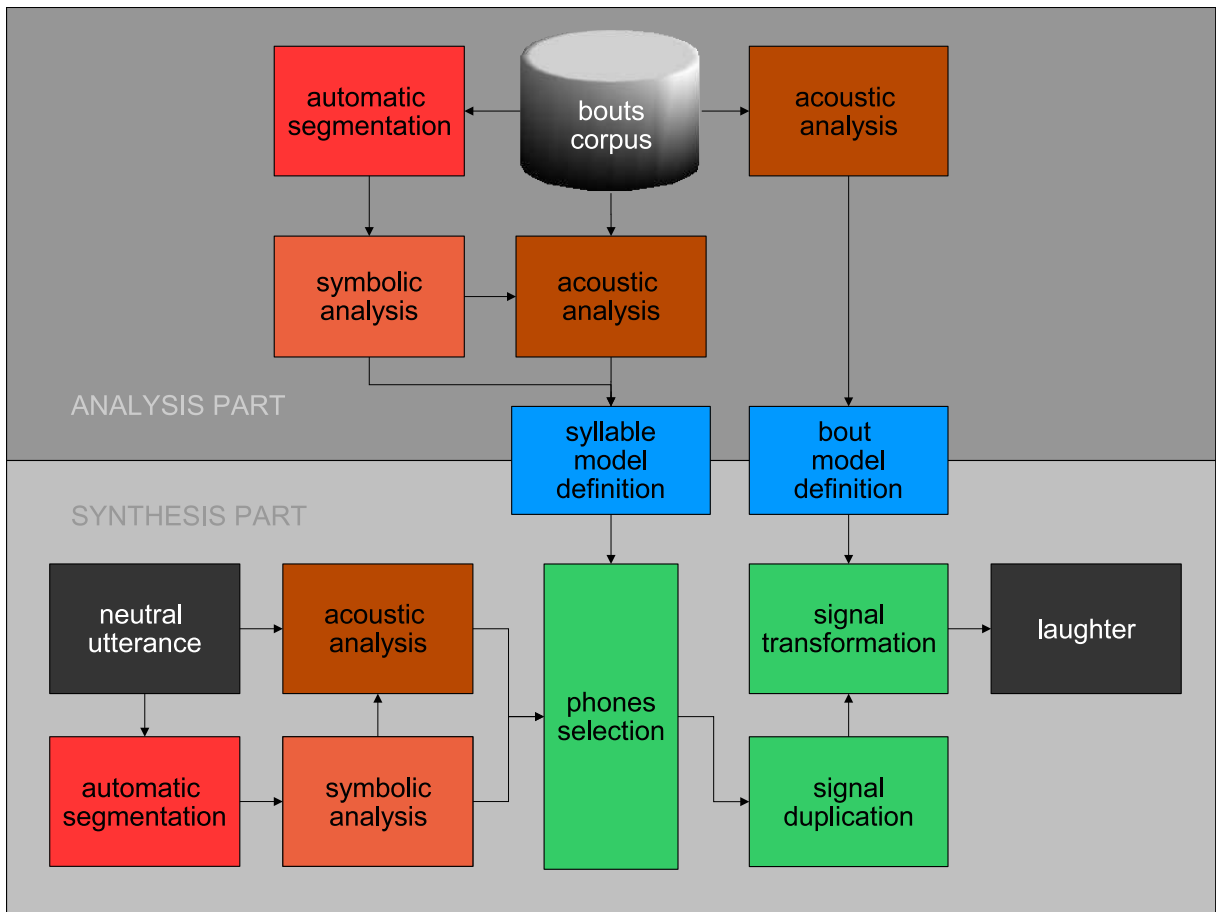 automatic
segmentation
bouts
corpus
acoustic
analysis
symbolic
analysis
acoustic
analysis
ANALYSIS PART
syllable
model
definition
bout
model
definition
SYNTHESIS PART
neutral
utterance
acoustic
analysis
phones
selection
signal
transformation
laughter
automatic
segmentation
symbolic
analysis
signal
duplication